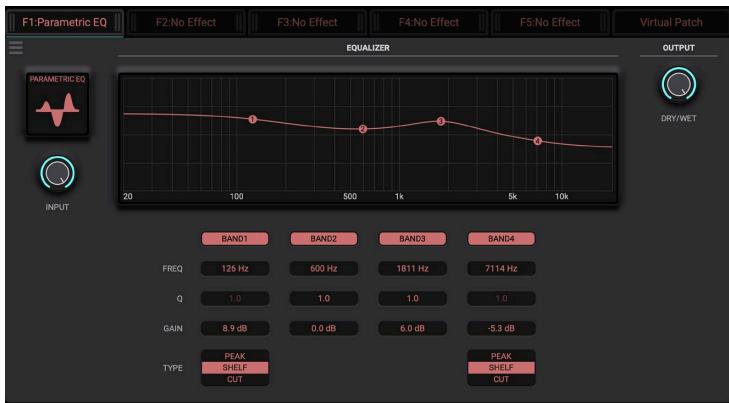 F1:Parametric EQ F2:No Effect F3:No Effect F4:No Effect F5:No Effect Virtual Patch
EQUALIZER OUTPUT
PARAMETRIC EQ
1 2 3 4
DRY/WET
INPUT
20 100 500 1k 5k 10k
BAND1 BAND2 BAND3 BAND4
FREQ 126 Hz 600 Hz 1811 Hz 7114 Hz
Q 1.0 1.0 1.0 1.0
GAIN 8.9 dB 0.0 dB 6.0 dB -5.3 dB
PEAK PEAK
TYPE SHELF SHELF
CUT CUT